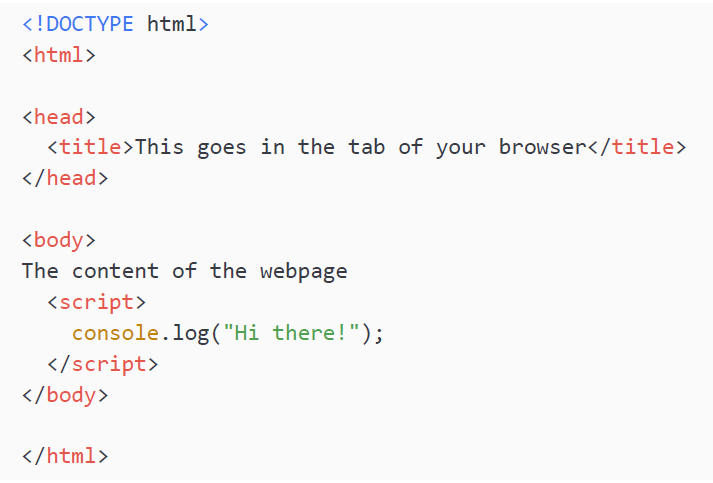 <!DOCTYPE html>
<html>
<head>
<title>This goes in the tab of your browser</title>
</head>
<body>
The content of the webpage
<script>
console.log("Hi there!");
</script>
</body>
</html>